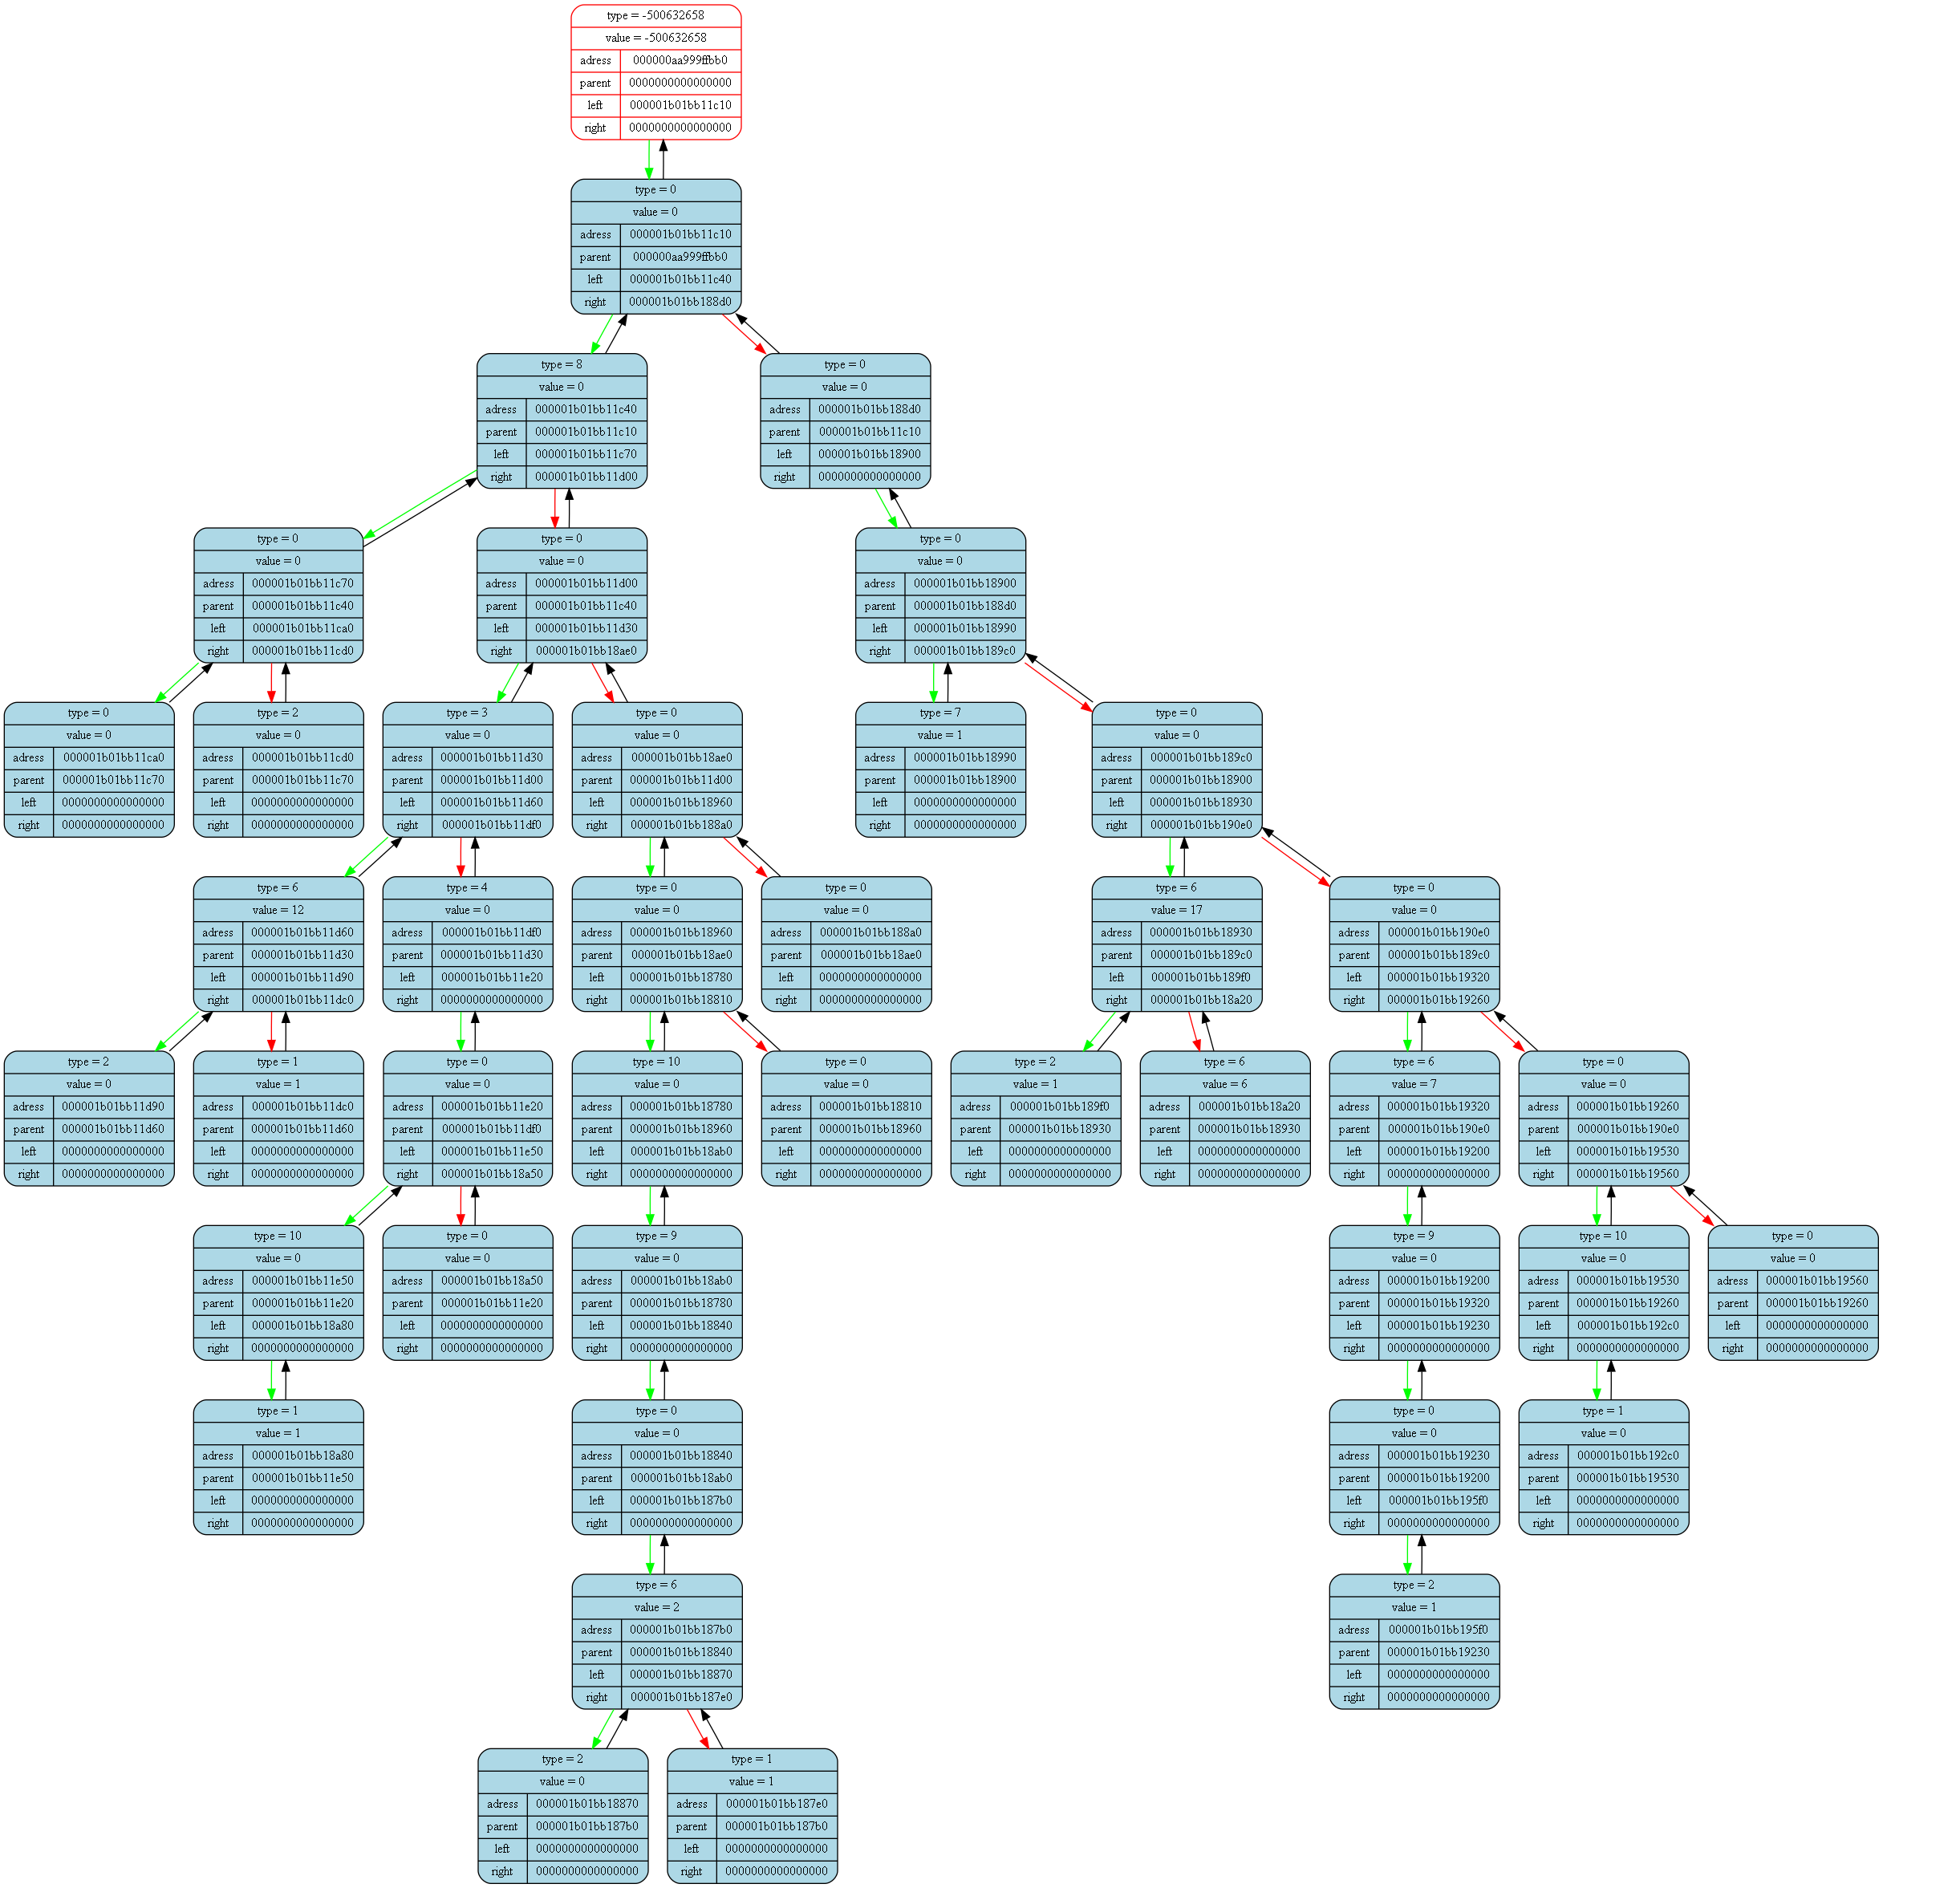 type = -500632658
value = -500632658
adress 000000aa999ffbb0
parent 0000000000000000
left 000001b01bb11c10
right 0000000000000000
type = 0
value = 0
adress 000001b01bb11c10
parent 000000aa999ffbb0
left 000001b01bb11c40
right 000001b01bb188d0
type = 8
value = 0
adress 000001b01bb11c40
parent 000001b01bb11c10
left 000001b01bb11c70
right 000001b01bb11d00
type = 0
value = 0
adress 000001b01bb188d0
parent 000001b01bb11c10
left 000001b01bb18900
right 0000000000000000
type = 0
value = 0
adress 000001b01bb11c70
parent 000001b01bb11c40
left 000001b01bb11ca0
right 000001b01bb11cd0
type = 0
value = 0
adress 000001b01bb11d00
parent 000001b01bb11c40
left 000001b01bb11d30
right 000001b01bb18ae0
type = 0
value = 0
adress 000001b01bb18900
parent 000001b01bb188d0
left 000001b01bb18990
right 000001b01bb189c0
type = 0
value = 0
adress 000001b01bb11ca0
parent 000001b01bb11c70
left 0000000000000000
right 0000000000000000
type = 2
value = 0
adress 000001b01bb11cd0
parent 000001b01bb11c70
left 0000000000000000
right 0000000000000000
type = 3
value = 0
adress 000001b01bb11d30
parent 000001b01bb11d00
left 000001b01bb11d60
right 000001b01bb11df0
type = 0
value = 0
adress 000001b01bb18ae0
parent 000001b01bb11d00
left 000001b01bb18960
right 000001b01bb188a0
type = 7
value = 1
adress 000001b01bb18990
parent 000001b01bb18900
left 0000000000000000
right 0000000000000000
type = 0
value = 0
adress 000001b01bb189c0
parent 000001b01bb18900
left 000001b01bb18930
right 000001b01bb190e0
type = 6
value = 12
adress 000001b01bb11d60
parent 000001b01bb11d30
left 000001b01bb11d90
right 000001b01bb11dc0
type = 4
value = 0
adress 000001b01bb11df0
parent 000001b01bb11d30
left 000001b01bb11e20
right 0000000000000000
type = 0
value = 0
adress 000001b01bb18960
parent 000001b01bb18ae0
left 000001b01bb18780
right 000001b01bb18810
type = 0
value = 0
adress 000001b01bb188a0
parent 000001b01bb18ae0
left 0000000000000000
right 0000000000000000
type = 6
value = 17
adress 000001b01bb18930
parent 000001b01bb189c0
left 000001b01bb189f0
right 000001b01bb18a20
type = 0
value = 0
adress 000001b01bb190e0
parent 000001b01bb189c0
left 000001b01bb19320
right 000001b01bb19260
type = 2
value = 0
adress 000001b01bb11d90
parent 000001b01bb11d60
left 0000000000000000
right 0000000000000000
type = 1
value = 1
adress 000001b01bb11dc0
parent 000001b01bb11d60
left 0000000000000000
right 0000000000000000
type = 0
value = 0
adress 000001b01bb11e20
parent 000001b01bb11df0
left 000001b01bb11e50
right 000001b01bb18a50
type = 10
value = 0
adress 000001b01bb18780
parent 000001b01bb18960
left 000001b01bb18ab0
right 0000000000000000
type = 0
value = 0
adress 000001b01bb18810
parent 000001b01bb18960
left 0000000000000000
right 0000000000000000
type = 2
value = 1
adress 000001b01bb189f0
parent 000001b01bb18930
left 0000000000000000
right 0000000000000000
type = 6
value = 6
adress 000001b01bb18a20
parent 000001b01bb18930
left 0000000000000000
right 0000000000000000
type = 6
value = 7
adress 000001b01bb19320
parent 000001b01bb190e0
left 000001b01bb19200
right 0000000000000000
type = 0
value = 0
adress 000001b01bb19260
parent 000001b01bb190e0
left 000001b01bb19530
right 000001b01bb19560
type = 10
value = 0
adress 000001b01bb11e50
parent 000001b01bb11e20
left 000001b01bb18a80
right 0000000000000000
type = 0
value = 0
adress 000001b01bb18a50
parent 000001b01bb11e20
left 0000000000000000
right 0000000000000000
type = 9
value = 0
adress 000001b01bb18ab0
parent 000001b01bb18780
left 000001b01bb18840
right 0000000000000000
type = 9
value = 0
adress 000001b01bb19200
parent 000001b01bb19320
left 000001b01bb19230
right 0000000000000000
type = 10
value = 0
adress 000001b01bb19530
parent 000001b01bb19260
left 000001b01bb192c0
right 0000000000000000
type = 0
value = 0
adress 000001b01bb19560
parent 000001b01bb19260
left 0000000000000000
right 0000000000000000
type = 1
value = 1
adress 000001b01bb18a80
parent 000001b01bb11e50
left 0000000000000000
right 0000000000000000
type = 0
value = 0
adress 000001b01bb18840
parent 000001b01bb18ab0
left 000001b01bb187b0
right 0000000000000000
type = 0
value = 0
adress 000001b01bb19230
parent 000001b01bb19200
left 000001b01bb195f0
right 0000000000000000
type = 1
value = 0
adress 000001b01bb192c0
parent 000001b01bb19530
left 0000000000000000
right 0000000000000000
type = 6
value = 2
adress 000001b01bb187b0
parent 000001b01bb18840
left 000001b01bb18870
right 000001b01bb187e0
type = 2
value = 1
adress 000001b01bb195f0
parent 000001b01bb19230
left 0000000000000000
right 0000000000000000
type = 2
value = 0
adress 000001b01bb18870
parent 000001b01bb187b0
left 0000000000000000
right 0000000000000000
type = 1
value = 1
adress 000001b01bb187e0
parent 000001b01bb187b0
left 0000000000000000
right 0000000000000000